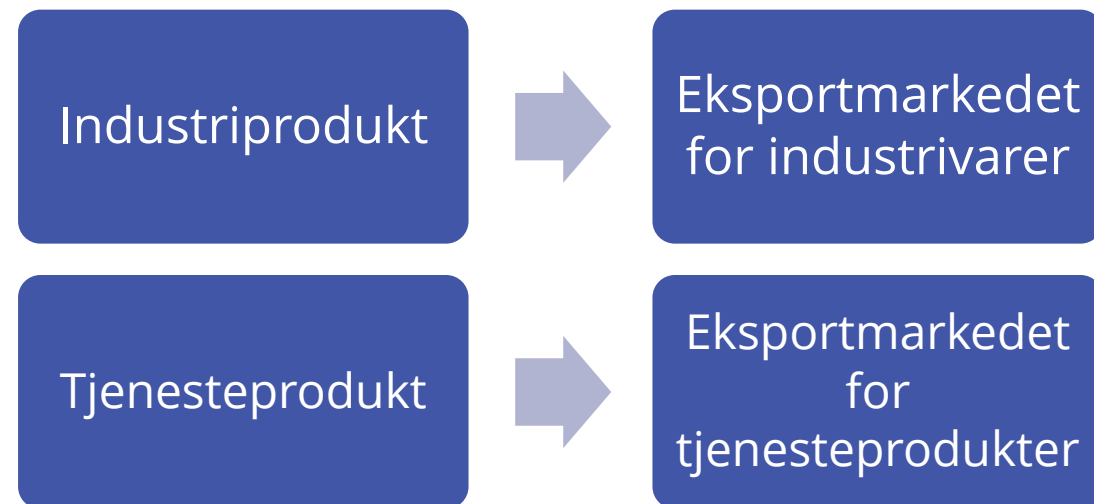 Industriprodukt
Eksportmarkedet
for industrivarer
Tjenesteprodukt
Eksportmarkedet
for
tjenesteprodukter